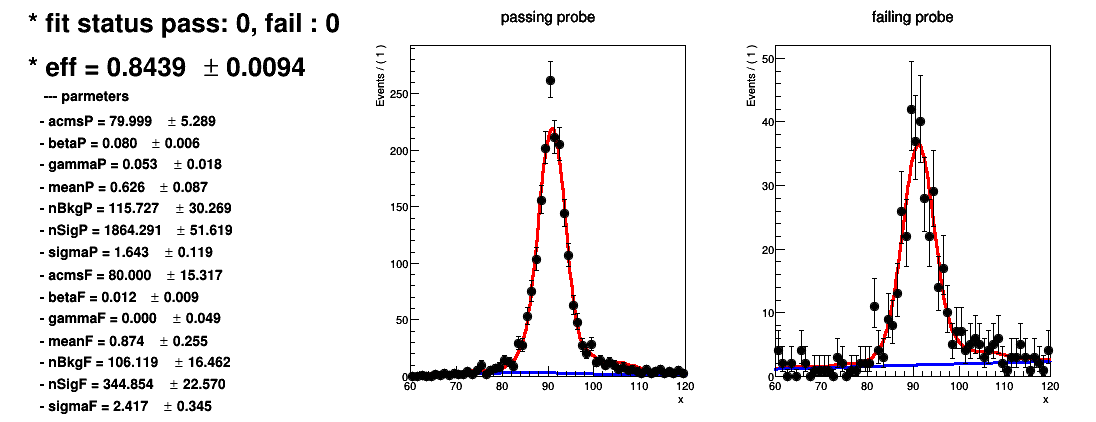 * fit status pass: 0, fail : 0
* eff = 0.8439 ± 0.0094
--- parmeters
- acmsP = 79.999 ± 5.289
- betaP = 0.080 ± 0.006
- gammaP = 0.053 ± 0.018
- meanP = 0.626 ± 0.087
- nBkgP = 115.727 ± 30.269
- nSigP = 1864.291 ± 51.619
- sigmaP = 1.643 ± 0.119
- acmsF = 80.000 ± 15.317
- betaF = 0.012 ± 0.009
- gammaF = 0.000 ± 0.049
- meanF = 0.874 ± 0.255
- nBkgF = 106.119 ± 16.462
- nSigF = 344.854 ± 22.570
- sigmaF = 2.417 ± 0.345
passing probe
Events / ( 1 )
250
200
150
100
50
0
60 70 80 90 100 110 120
x
failing probe
Events / ( 1 )
50
40
30
20
10
0
60 70 80 90 100 110 120
x